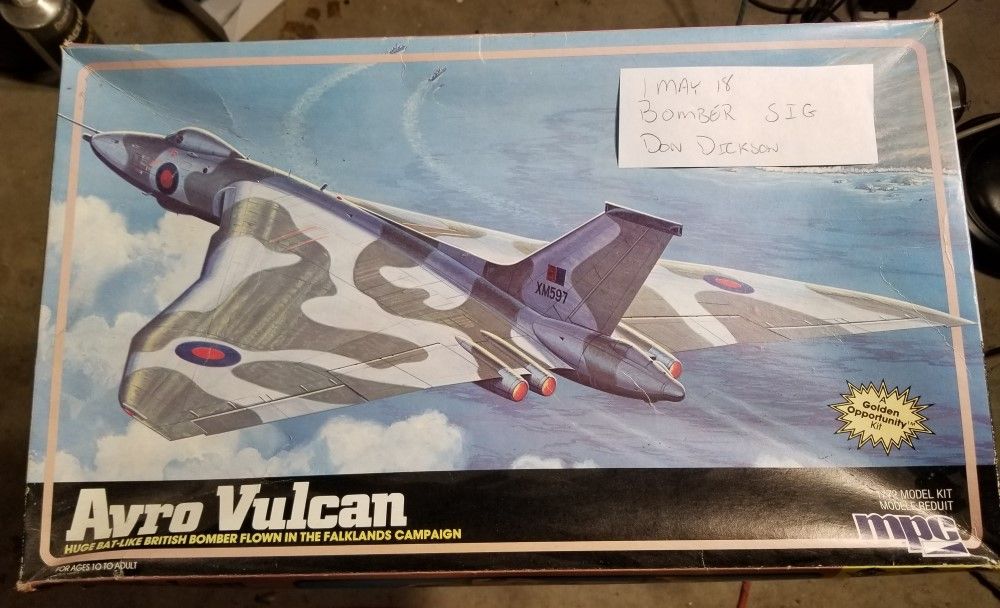 1 MAY 18
BOMBER SIG
DON DICKSON
XM597
A
Golden
Opportunity™
Kit
Avro Vulcan
HUGE BAT-LIKE BRITISH BOMBER FLOWN IN THE FALKLANDS CAMPAIGN
FOR AGES 10 TO ADULT
1/72 MODEL KIT
MODELE REDUIT
mpc